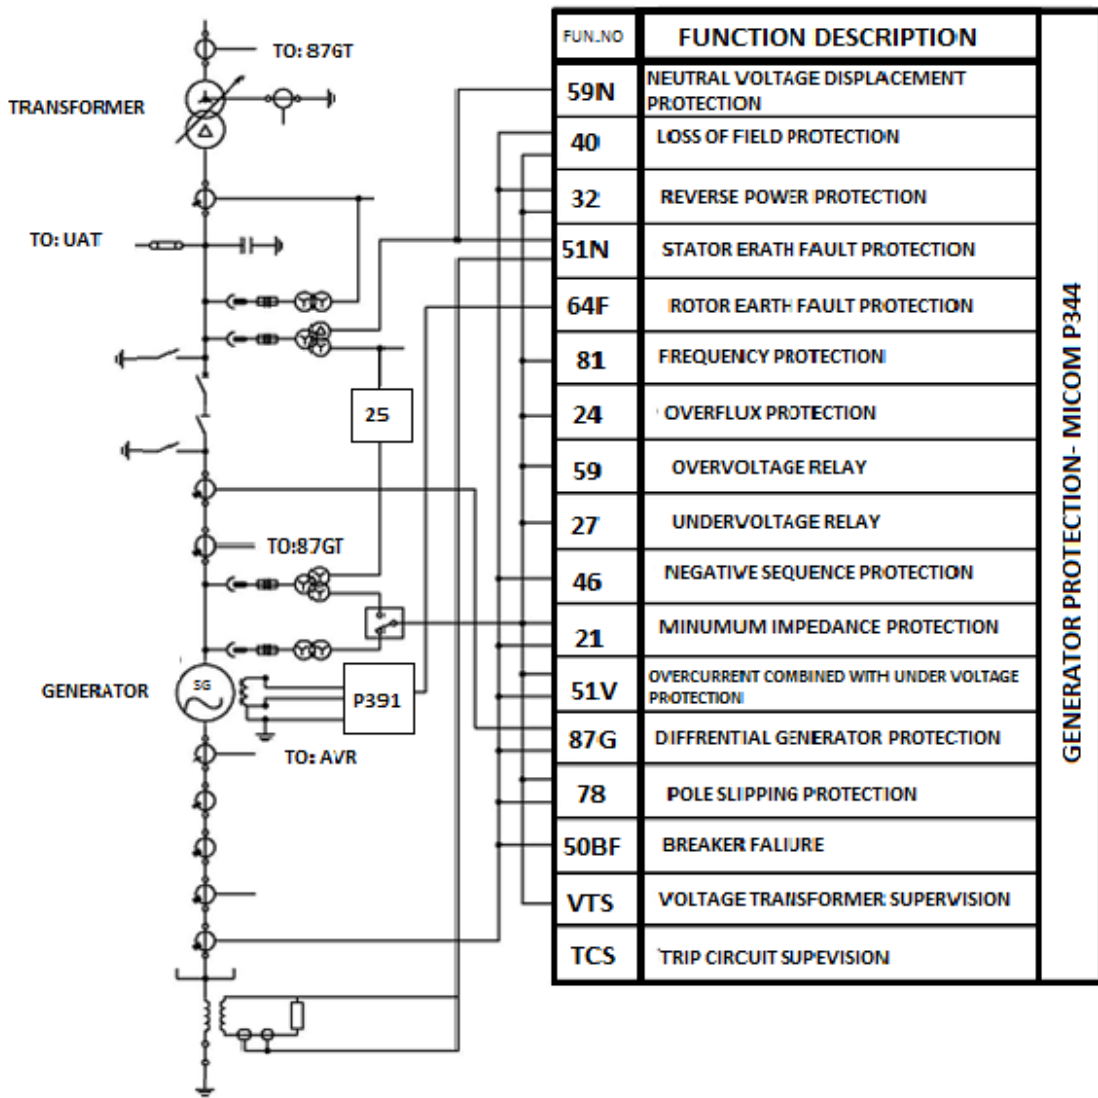 TO: 87GT
TRANSFORMER
TO: UAT
25
TO:87GT
GENERATOR
SG
P391
TO: AVR
FUN.NO FUNCTION DESCRIPTION
59N NEUTRAL VOLTAGE DISPLACEMENT
PROTECTION
40 LOSS OF FIELD PROTECTION
32 REVERSE POWER PROTECTION
51N STATOR ERATH FAULT PROTECTION
64F ROTOR EARTH FAULT PROTECTION
81 FREQUENCY PROTECTION
24 OVERFLUX PROTECTION
59 OVERVOLTAGE RELAY
27 UNDERVOLTAGE RELAY
46 NEGATIVE SEQUENCE PROTECTION
21 MINUMUM IMPEDANCE PROTECTION
51V OVERCURRENT COMBINED WITH UNDER VOLTAGE
PROTECTION
87G DIFFRENTIAL GENERATOR PROTECTION
78 POLE SLIPPING PROTECTION
50BF BREAKER FALIURE
VTS VOLTAGE TRANSFORMER SUPERVISION
TCS TRIP CIRCUIT SUPEVISION
GENERATOR PROTECTION- MICOM P344